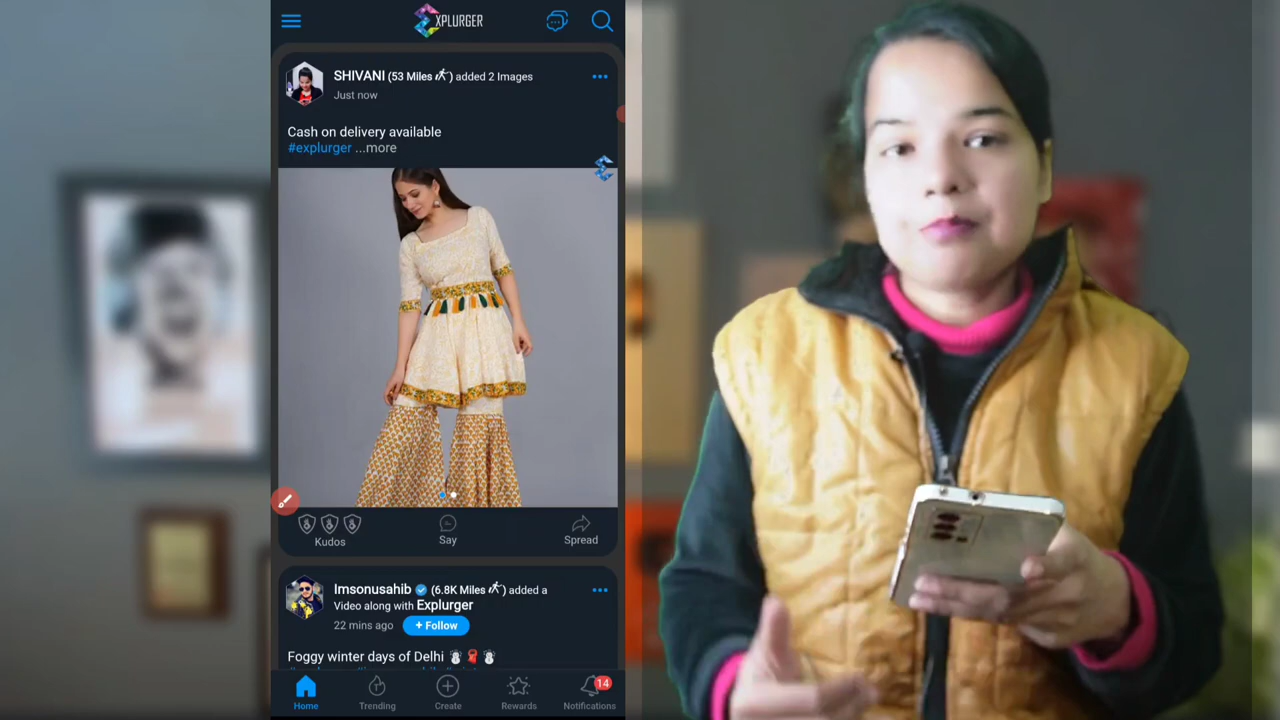 EXPLURGER
SHIVANI (53 Miles) added 2 Images
Just now
Cash on delivery available
#explurger ...more
Kudos
Say
Spread
Imsonusahib (6.8K Miles) added a
Video along with Explurger
22 mins ago
+ Follow
Foggy winter days of Delhi ☃️🧣☃️
Home
Trending
Create
Rewards
14
Notifications